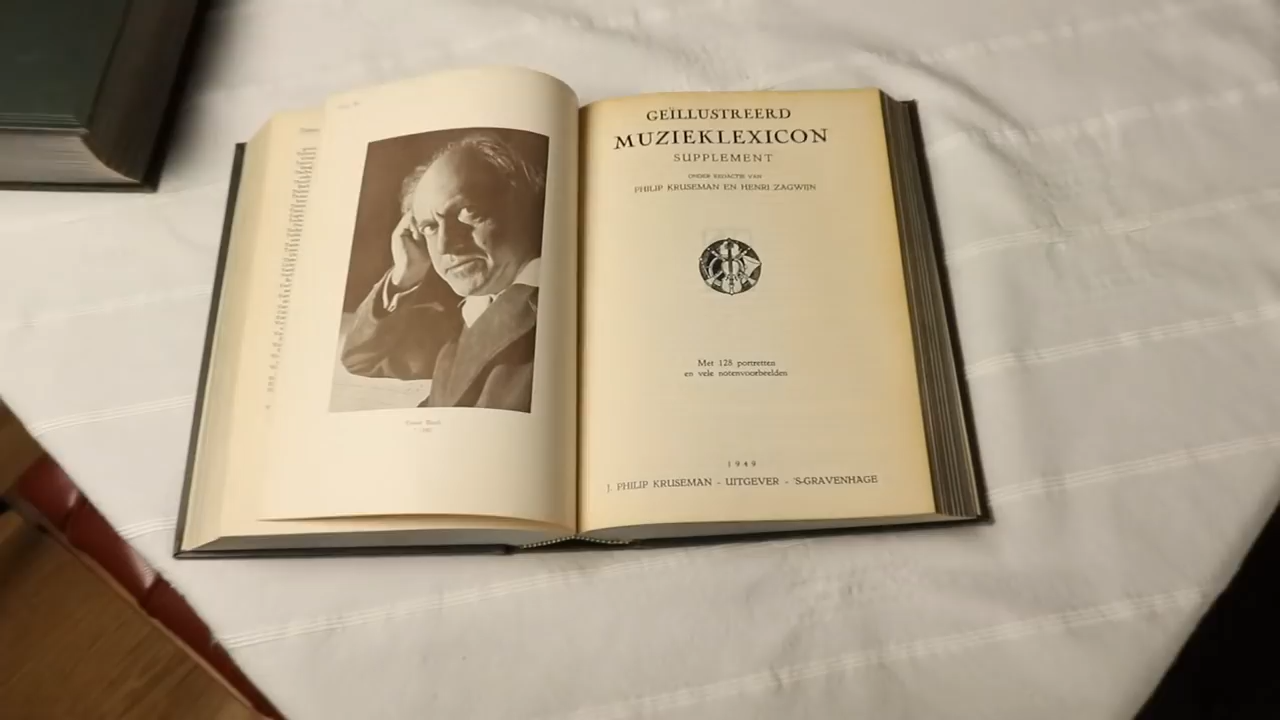 GEÏLLUSTREERD
MUZIEKLEXICON
SUPPLEMENT
ONDER REDACTIE VAN
PHILIP KRUSEMAN EN HENRI ZAGWIJN
Met 128 portretten
en vele notenvoorbeelden
1949
J. PHILIP KRUSEMAN - UITGEVER - 'S-GRAVENHAGE